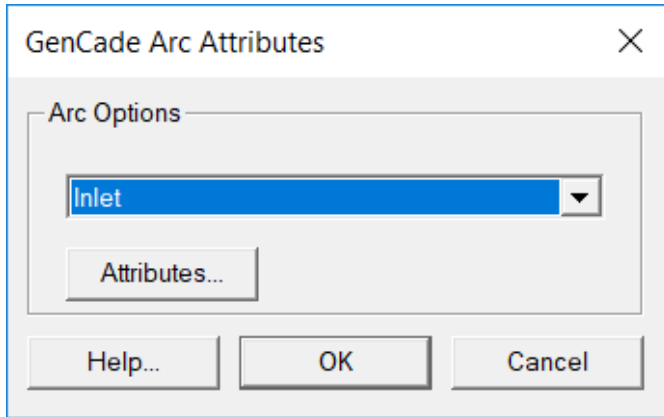 GenCade Arc Attributes
Arc Options
Inlet
Attributes...
Help...
OK
Cancel